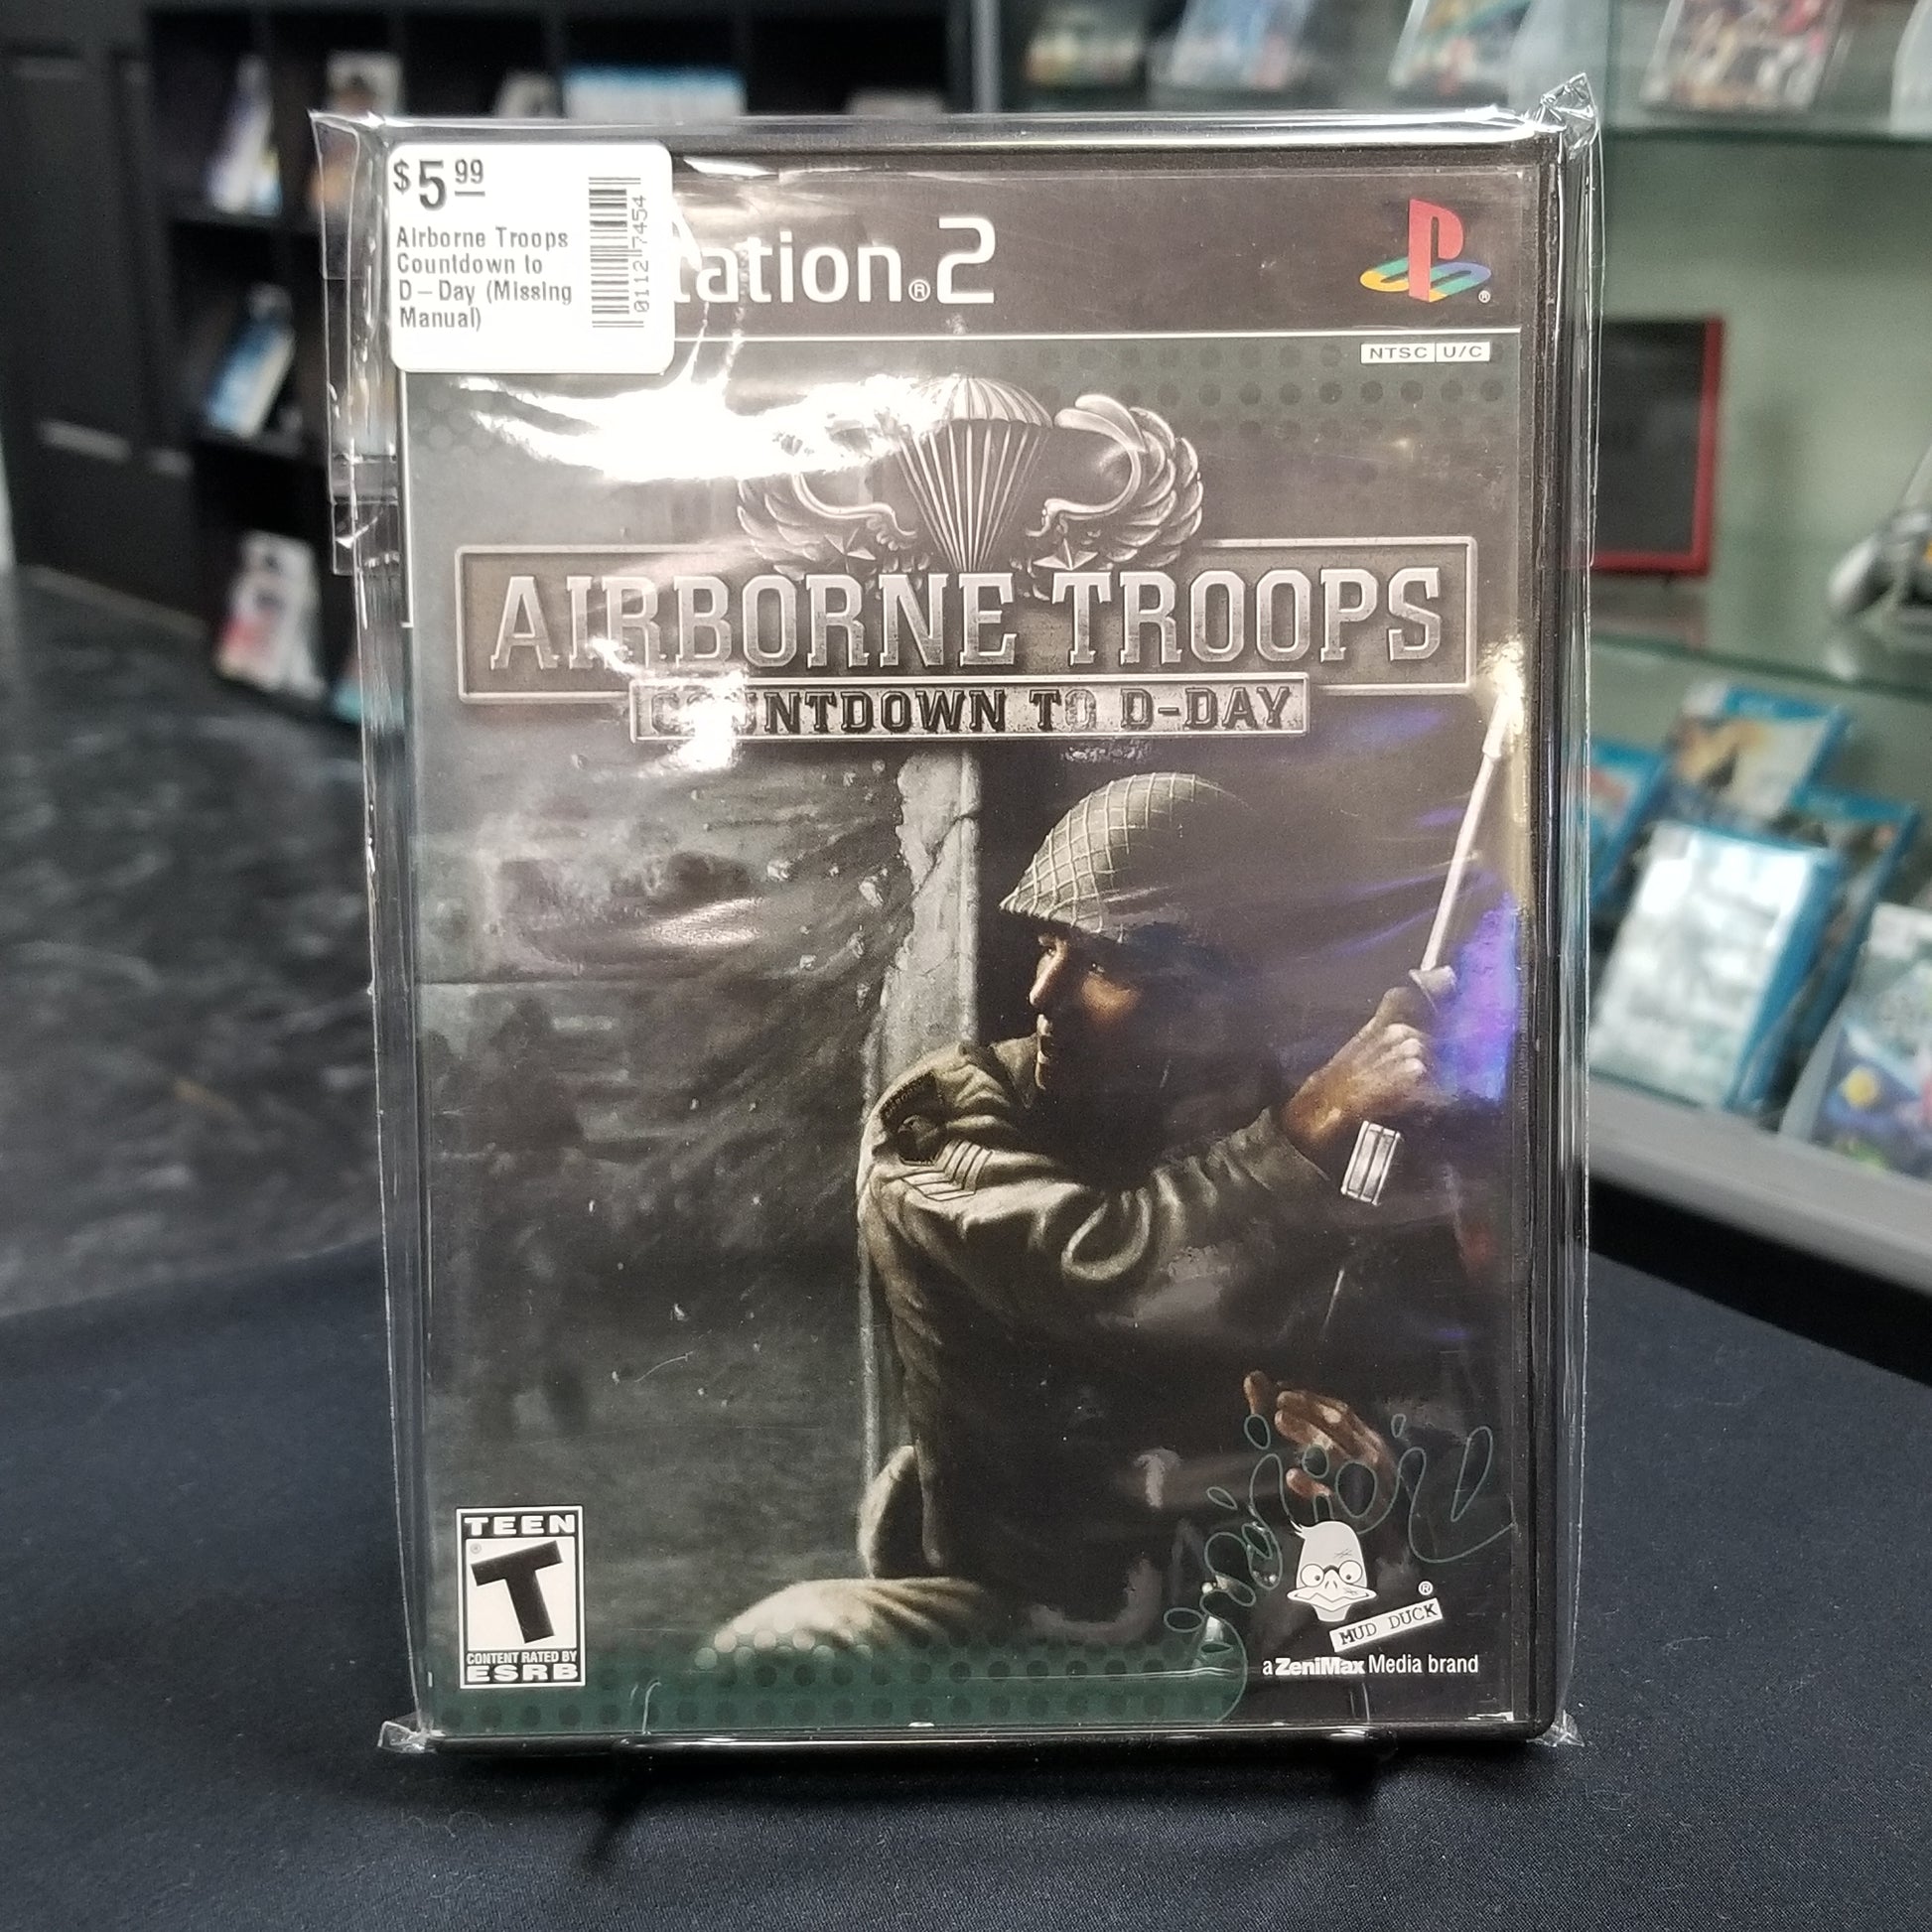 $5 99
Airborne Troops
Countdown to
D-Day (Missing
Manual)
01127454
tation®2
®
NTSC U/C
AIRBORNE TROOPS
COUNTDOWN TO D-DAY
TEEN
®
T
CONTENT RATED BY
ESRB
®
MUD DUCK
a ZeniMax Media brand